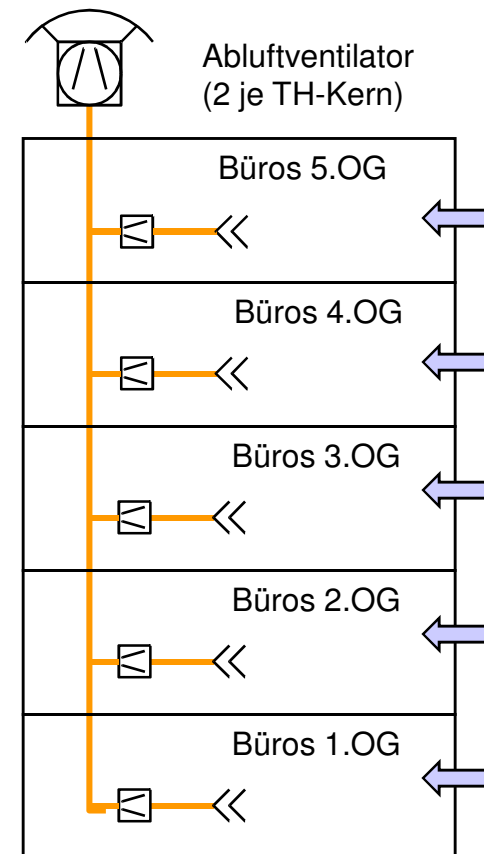 Abluftventilator
(2 je TH-Kern)
Büros 5.OG
Büros 4.OG
Büros 3.OG
Büros 2.OG
Büros 1.OG